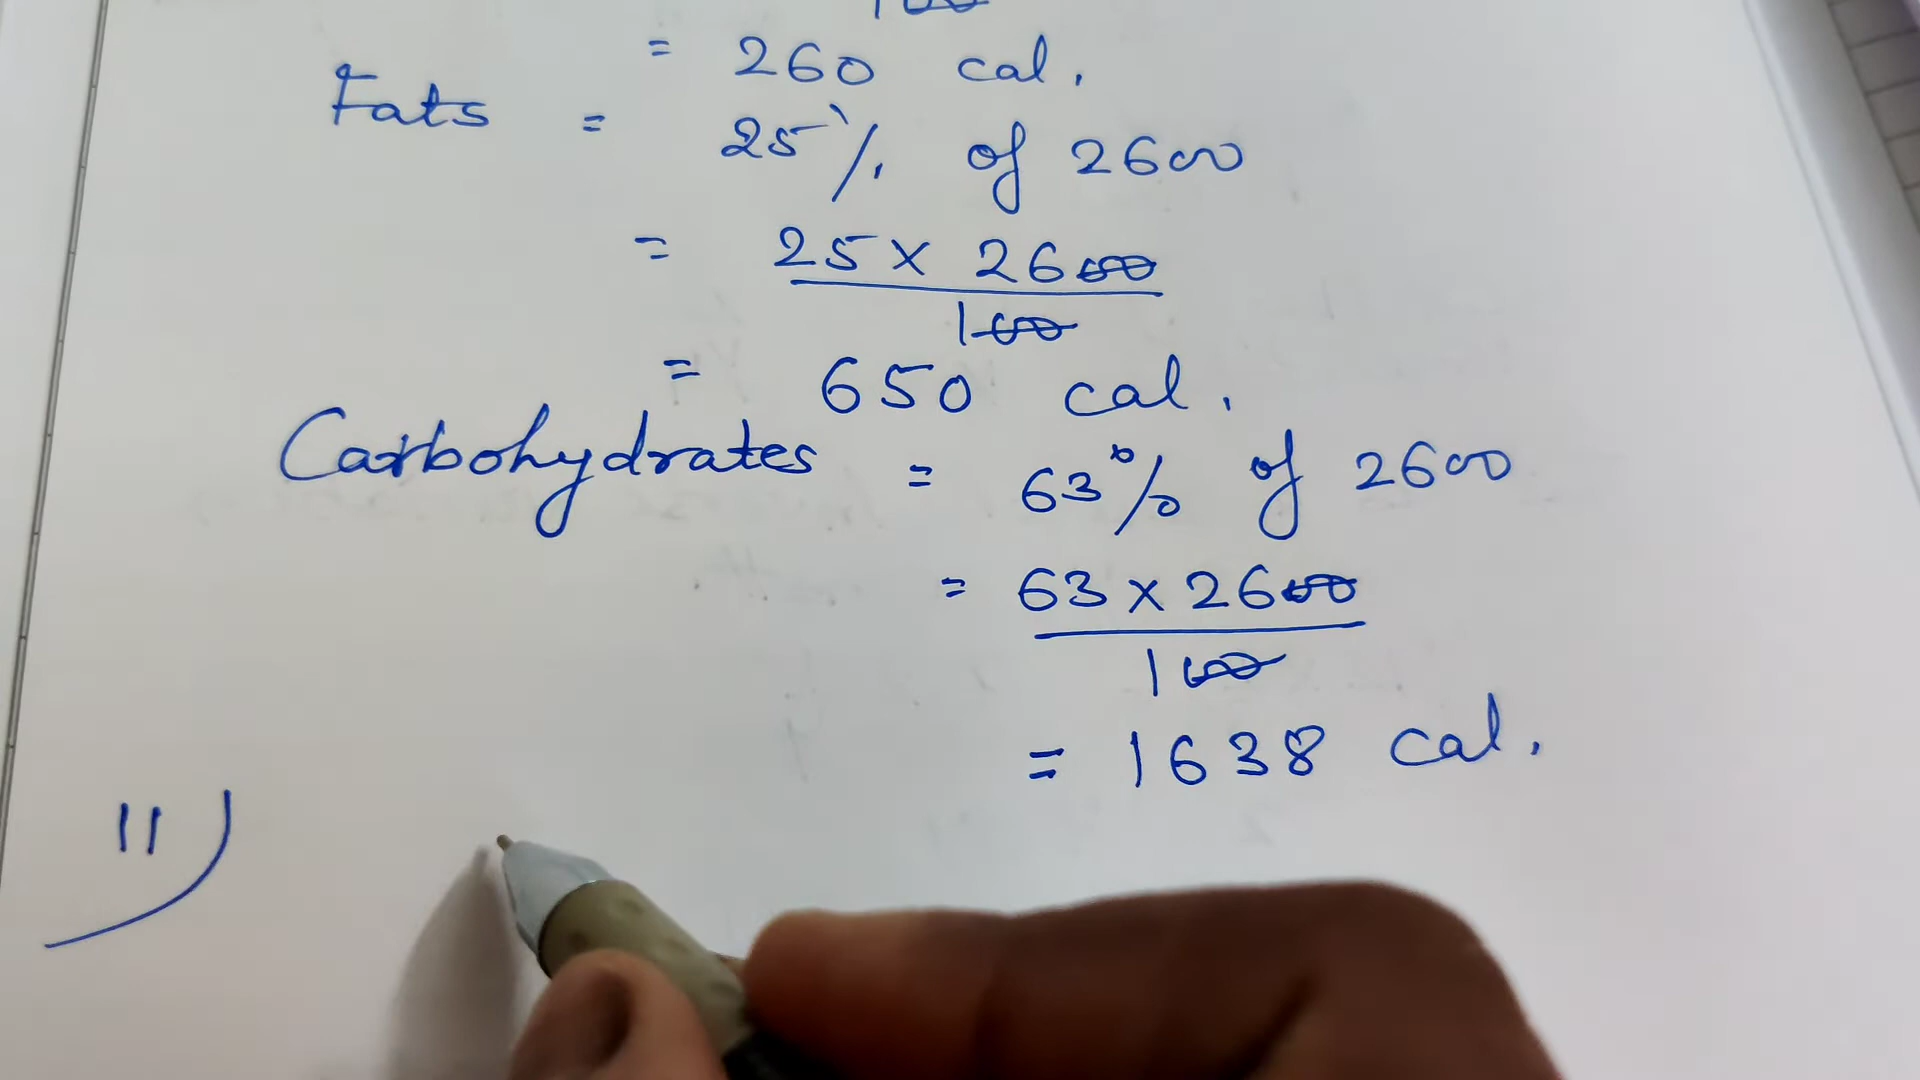 = 260 cal.
Fats = 25% of 2600
= 25 x 2600
100
= 650 cal.
Carbohydrates = 63% of 2600
= 63 x 2600
100
= 1638 cal.
11)